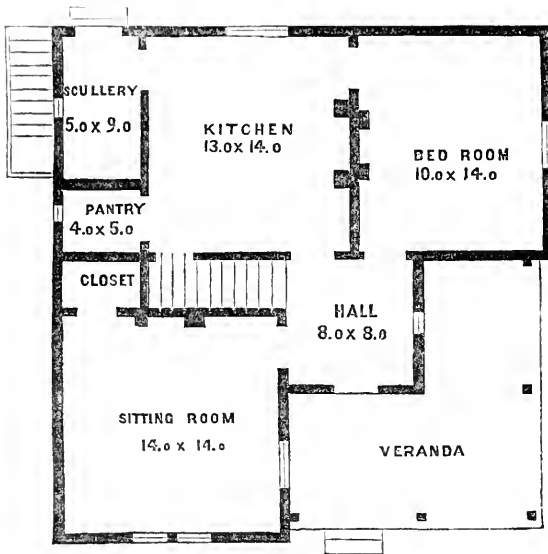 SCULLERY
5.0 x 9.0
KITCHEN
13.0 x 14.0
BED ROOM
10.0 x 14.0
PANTRY
4.0 x 5.0
CLOSET
HALL
8.0 x 8.0
SITTING ROOM
14.0 x 14.0
VERANDA